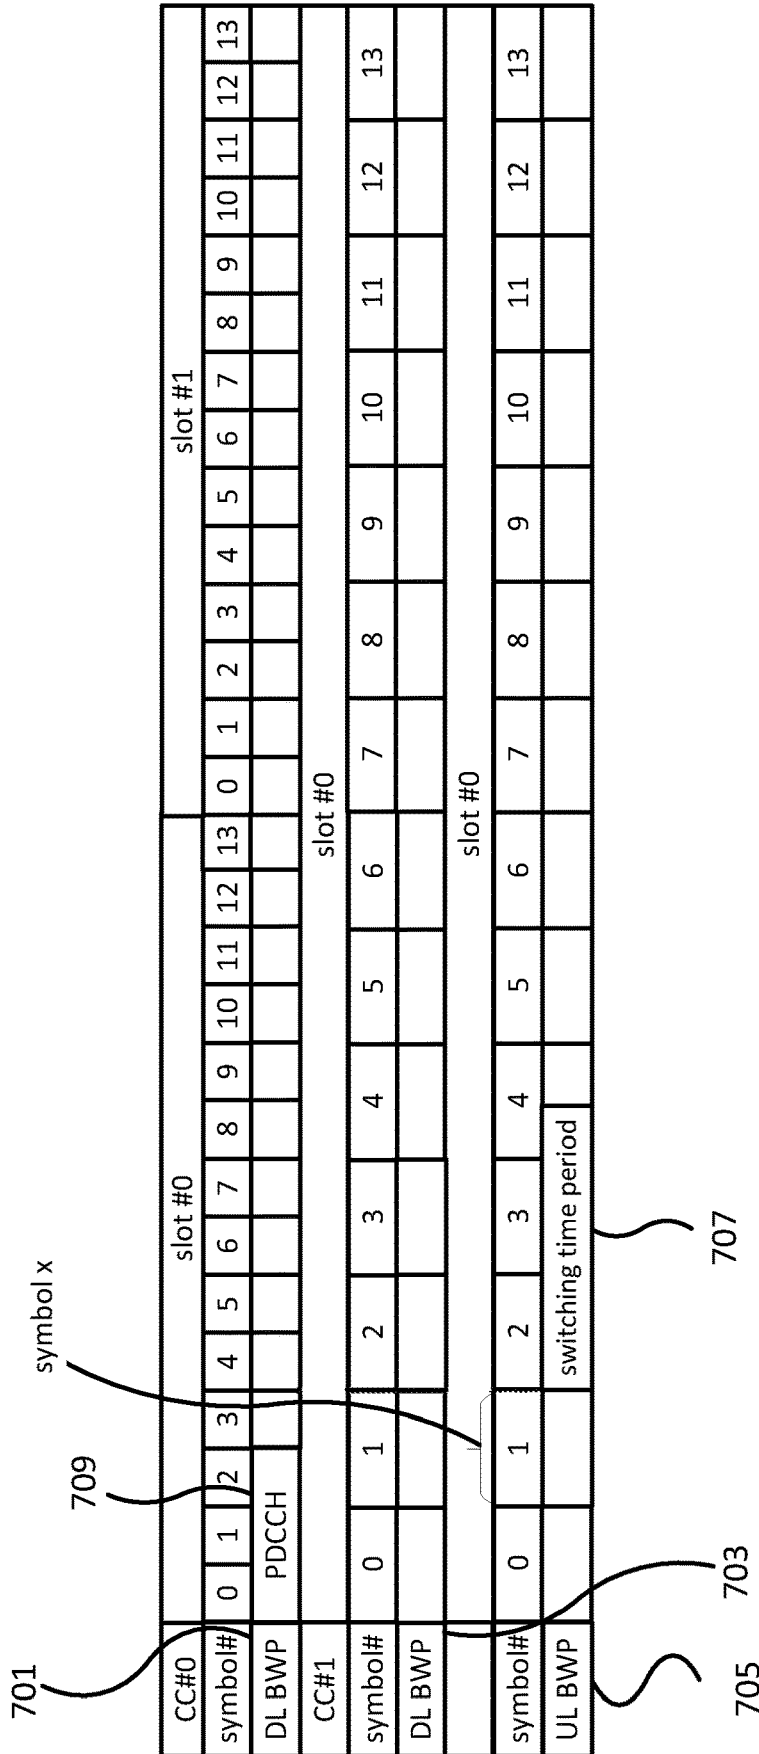 symbol x
701
709
CC#0 slot #0 slot #1
symbol# 0 1 2 3 4 5 6 7 8 9 10 11 12 13 0 1 2 3 4 5 6 7 8 9 10 11 12 13
DL BWP PDCCH
CC#1 slot #0
symbol# 0 1 2 3 4 5 6 7 8 9 10 11 12 13
DL BWP
slot #0
symbol# 0 1 2 3 4 5 6 7 8 9 10 11 12 13
UL BWP switching time period
703
705
707